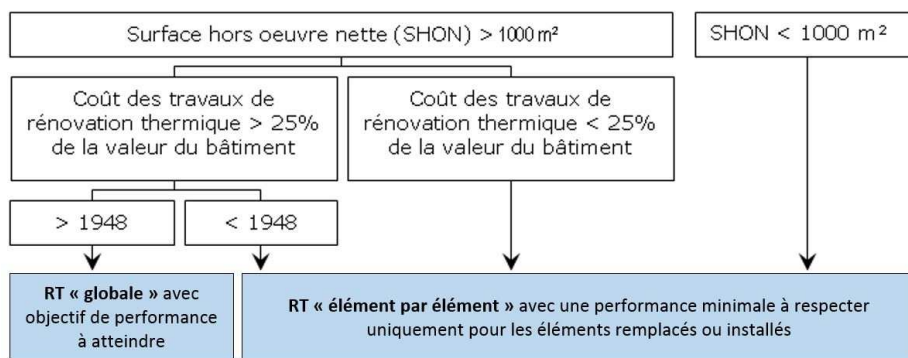 Surface hors oeuvre nette (SHON) > 1000 m²
SHON < 1000 m²
Coût des travaux de
rénovation thermique > 25%
de la valeur du bâtiment
Coût des travaux de
rénovation thermique < 25%
de la valeur du bâtiment
> 1948
< 1948
RT « globale » avec
objectif de performance
à atteindre
RT « élément par élément » avec une performance minimale à respecter
uniquement pour les éléments remplacés ou installés